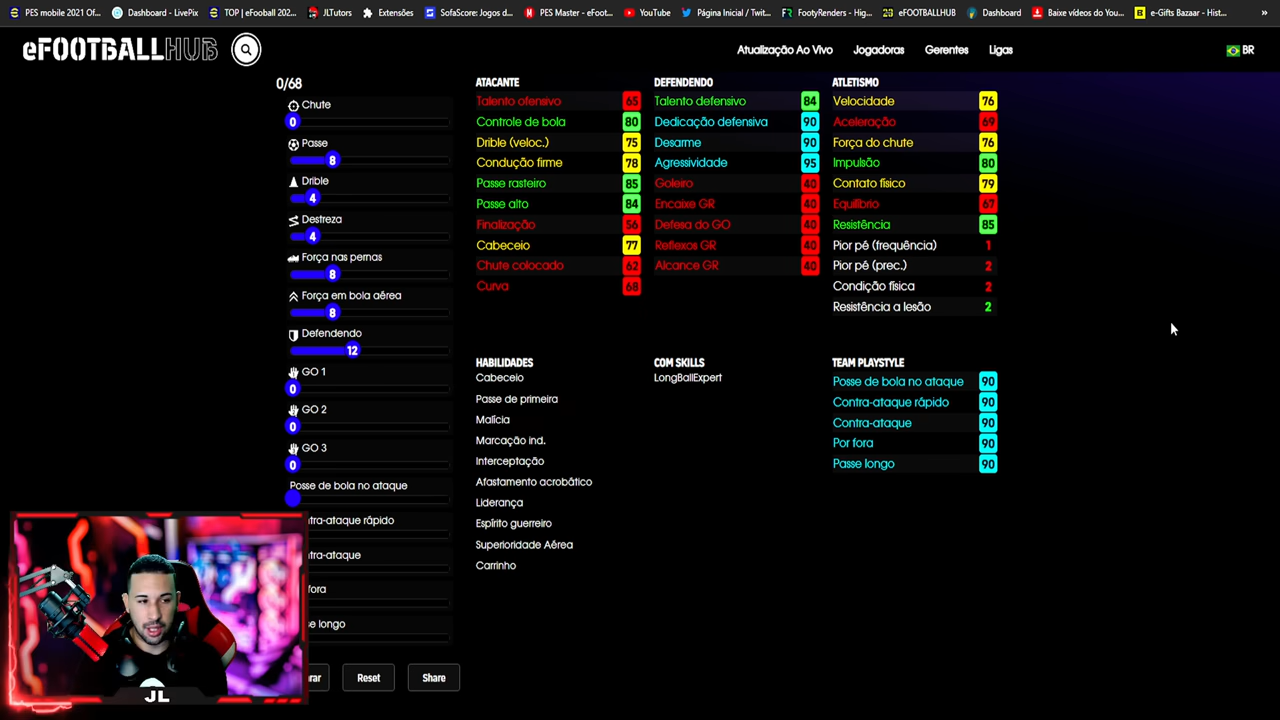 PES mobile 2021 Of...
Dashboard - LivePix
TOP | eFooball 202...
JLTutors
Extensões
SofaScore: Jogos d...
PES Master - eFoot...
YouTube
Página Inicial / Twit...
FootyRenders - Hig...
eFOOTBALLHUB
Dashboard
Baixe vídeos do You...
e-Gifts Bazaar - Hist...
»
eFOOTBALLHUB
Atualização Ao Vivo
Jogadoras
Gerentes
Ligas
BR
0/68
Chute
0
Passe
8
Drible
4
Destreza
4
Força nas pernas
8
Força em bola aérea
8
Defendendo
12
GO 1
0
GO 2
0
GO 3
0
Posse de bola no ataque
ntra-ataque rápido
ntra-ataque
fora
se longo
Reset
Share
ATACANTE
Talento ofensivo 65
Controle de bola 80
Drible (veloc.) 75
Condução firme 78
Passe rasteiro 85
Passe alto 84
Finalização 56
Cabeceio 77
Chute colocado 62
Curva 68
DEFENDENDO
Talento defensivo 84
Dedicação defensiva 90
Desarme 90
Agressividade 95
Goleiro 40
Encaixe GR 40
Defesa do GO 40
Reflexos GR 40
Alcance GR 40
ATLETISMO
Velocidade 76
Aceleração 69
Força do chute 76
Impulsão 80
Contato físico 79
Equilíbrio 67
Resistência 85
Pior pé (frequência) 1
Pior pé (prec.) 2
Condição física 2
Resistência a lesão 2
HABILIDADES
Cabeceio
Passe de primeira
Malícia
Marcação ind.
Interceptação
Afastamento acrobático
Liderança
Espírito guerreiro
Superioridade Aérea
Carrinho
COM SKILLS
LongBallExpert
TEAM PLAYSTYLE
Posse de bola no ataque 90
Contra-ataque rápido 90
Contra-ataque 90
Por fora 90
Passe longo 90
JL